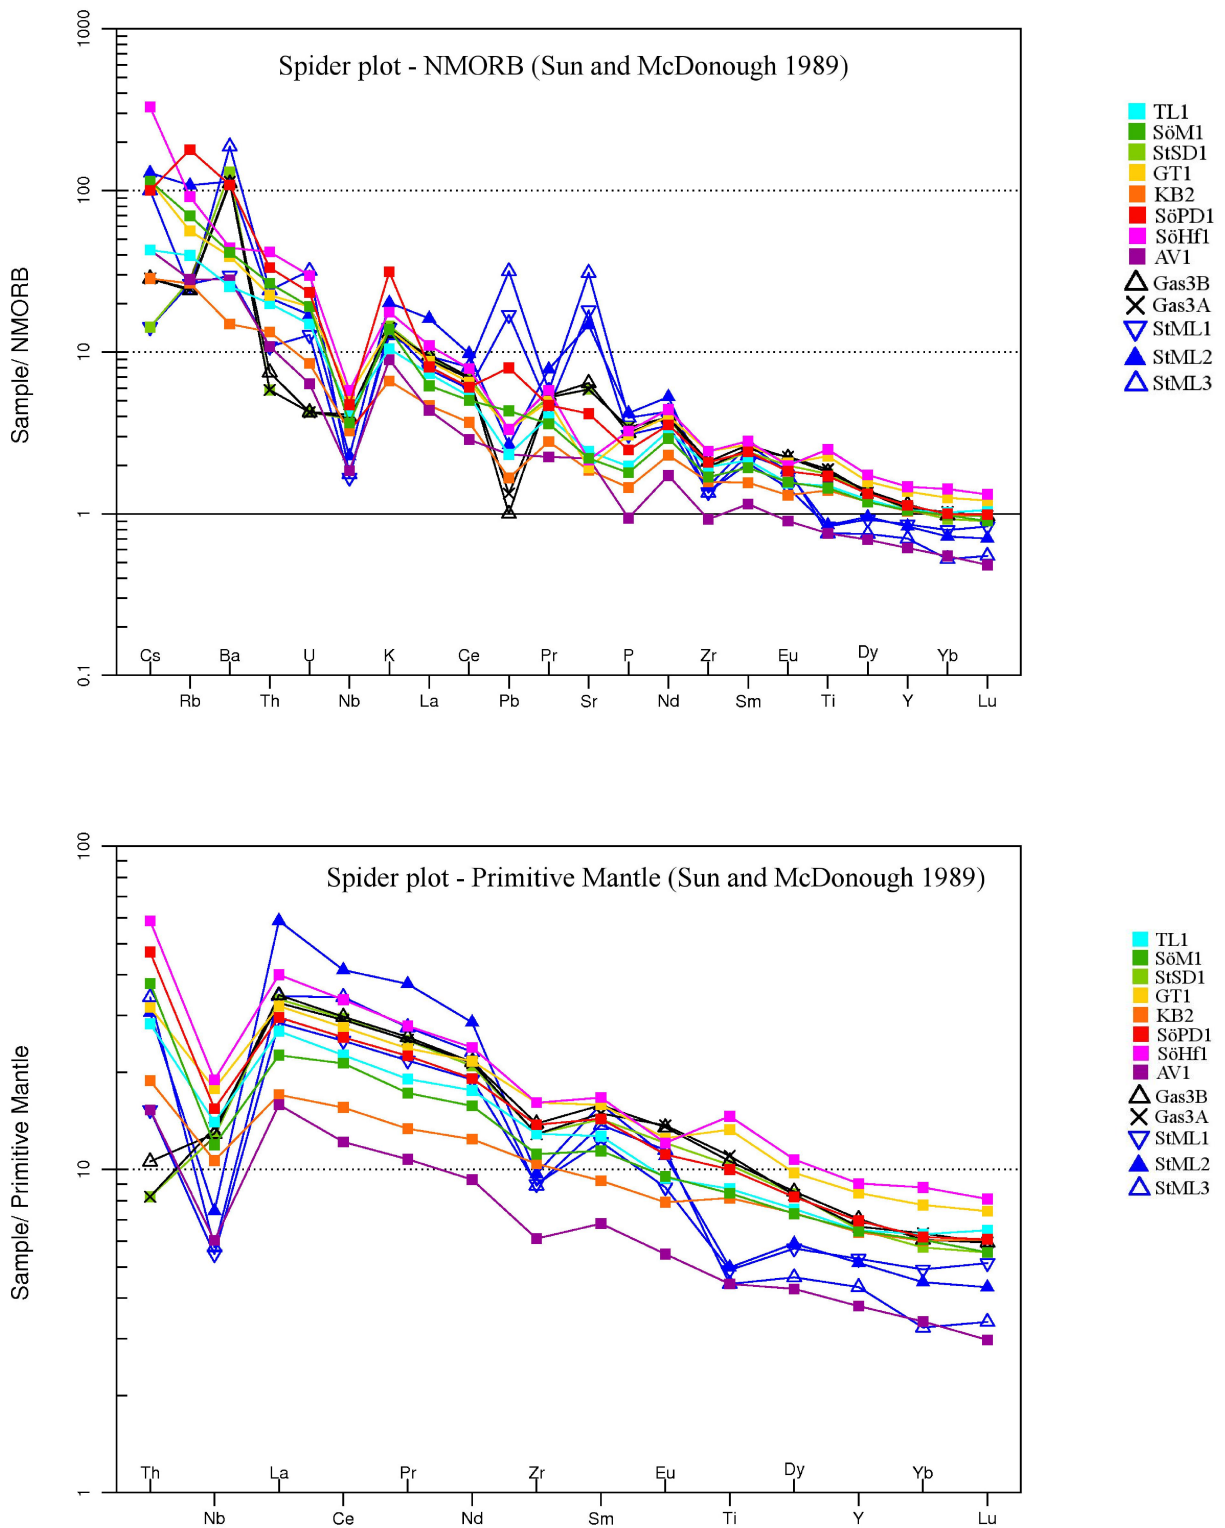 Spider plot - NMORB (Sun and McDonough 1989)
Sample/ NMORB
1000
100
10
1
0.1
Cs Ba U K Ce Pr P Zr Eu Dy Yb
Rb Th Nb La Pb Sr Nd Sm Ti Y Lu
TL1
SöM1
StSD1
GT1
KB2
SöPD1
SöHf1
AV1
Gas3B
Gas3A
StML1
StML2
StML3
Spider plot - Primitive Mantle (Sun and McDonough 1989)
Sample/ Primitive Mantle
100
10
1
Th La Pr Zr Eu Dy Yb
Nb Ce Nd Sm Ti Y Lu
TL1
SöM1
StSD1
GT1
KB2
SöPD1
SöHf1
AV1
Gas3B
Gas3A
StML1
StML2
StML3